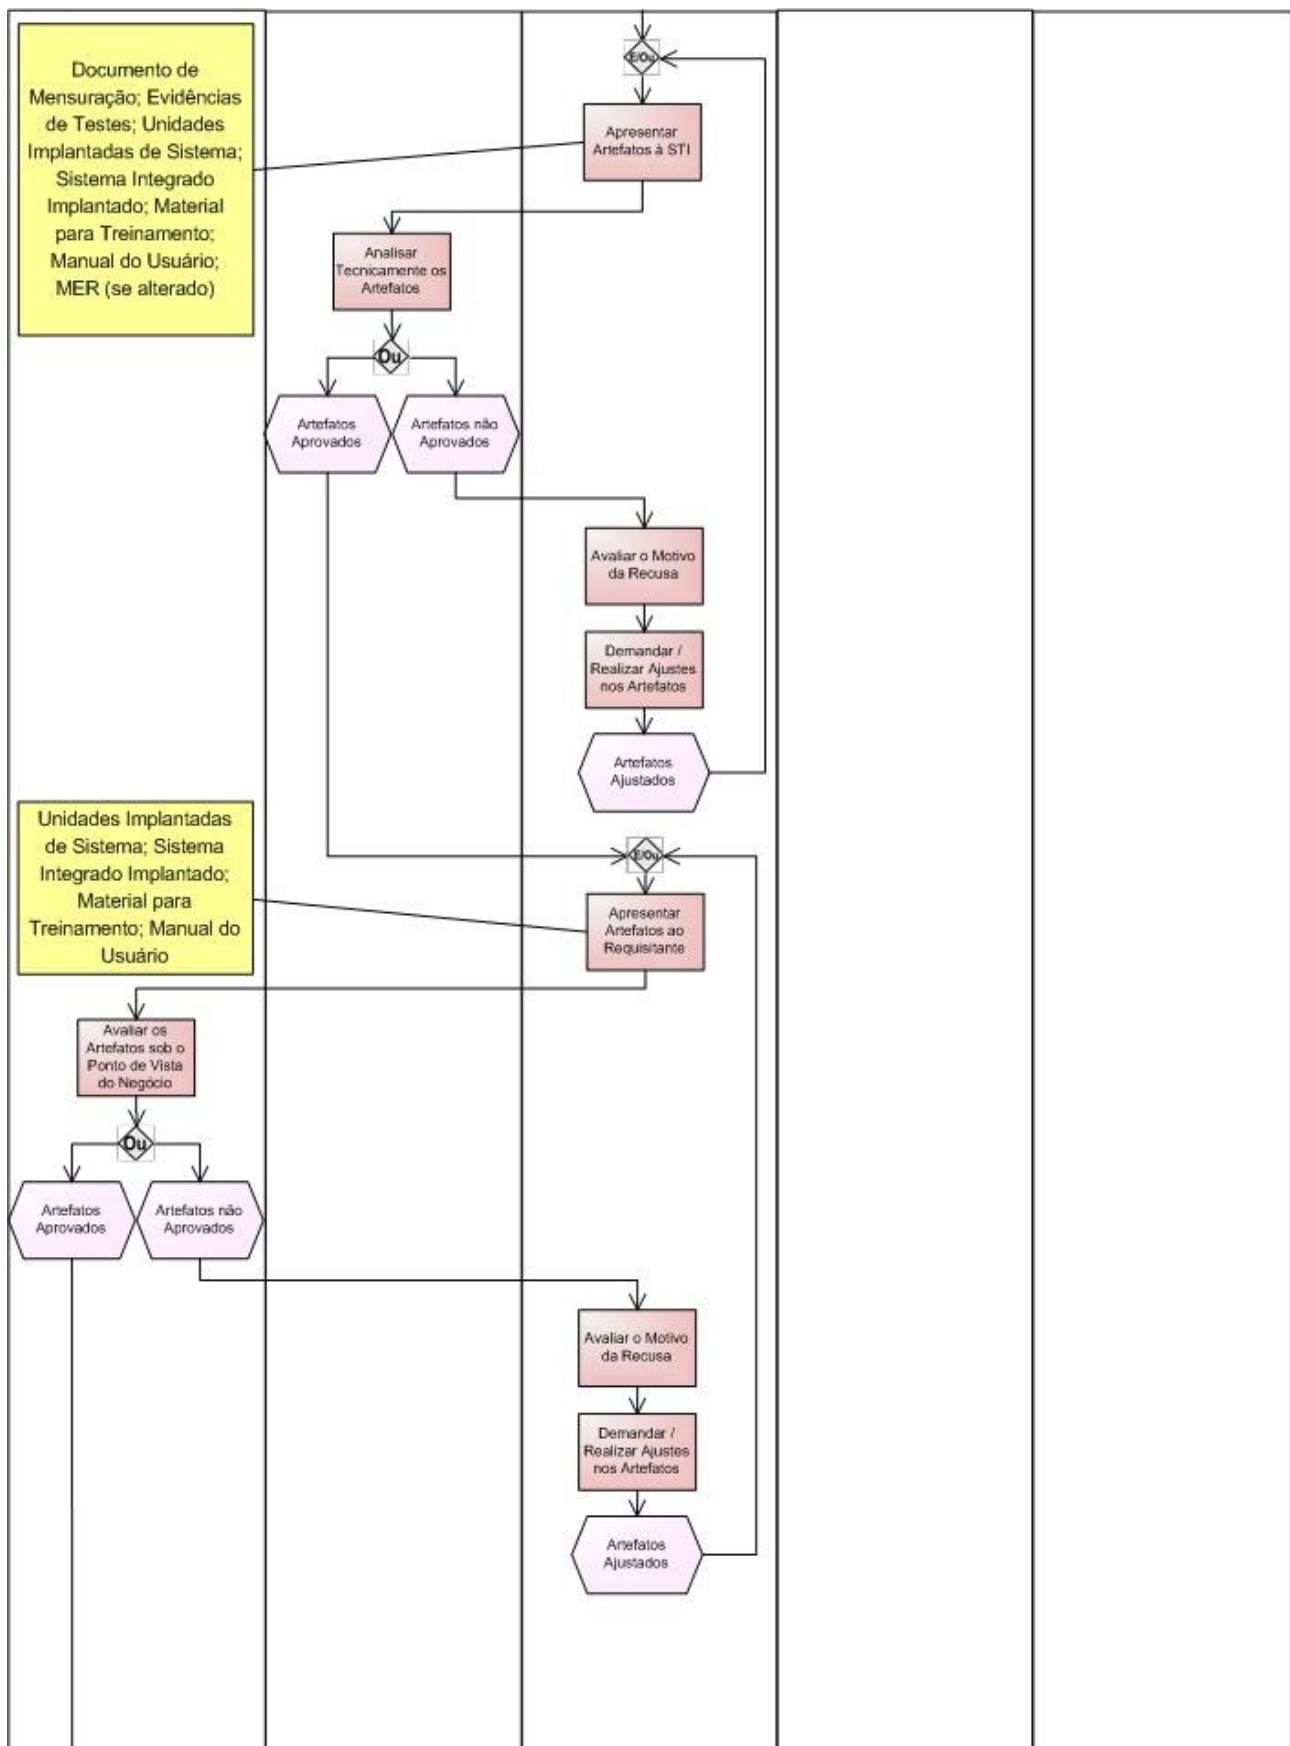 E/Ou
Documento de
Mensuração; Evidências
de Testes; Unidades
Implantadas de Sistema;
Sistema Integrado
Implantado; Material
para Treinamento;
Manual do Usuário;
MER (se alterado)
Apresentar
Artefatos à STI
Analisar
Tecnicamente os
Artefatos
Ou
Artefatos
Aprovados
Artefatos não
Aprovados
Avaliar o Motivo
da Recusa
Demandar /
Realizar Ajustes
nos Artefatos
Artefatos
Ajustados
Unidades Implantadas
de Sistema; Sistema
Integrado Implantado;
Material para
Treinamento; Manual do
Usuário
E/Ou
Apresentar
Artefatos ao
Requisitante
Avaliar os
Artefatos sob o
Ponto de Vista
do Negócio
Ou
Artefatos
Aprovados
Artefatos não
Aprovados
Avaliar o Motivo
da Recusa
Demandar /
Realizar Ajustes
nos Artefatos
Artefatos
Ajustados